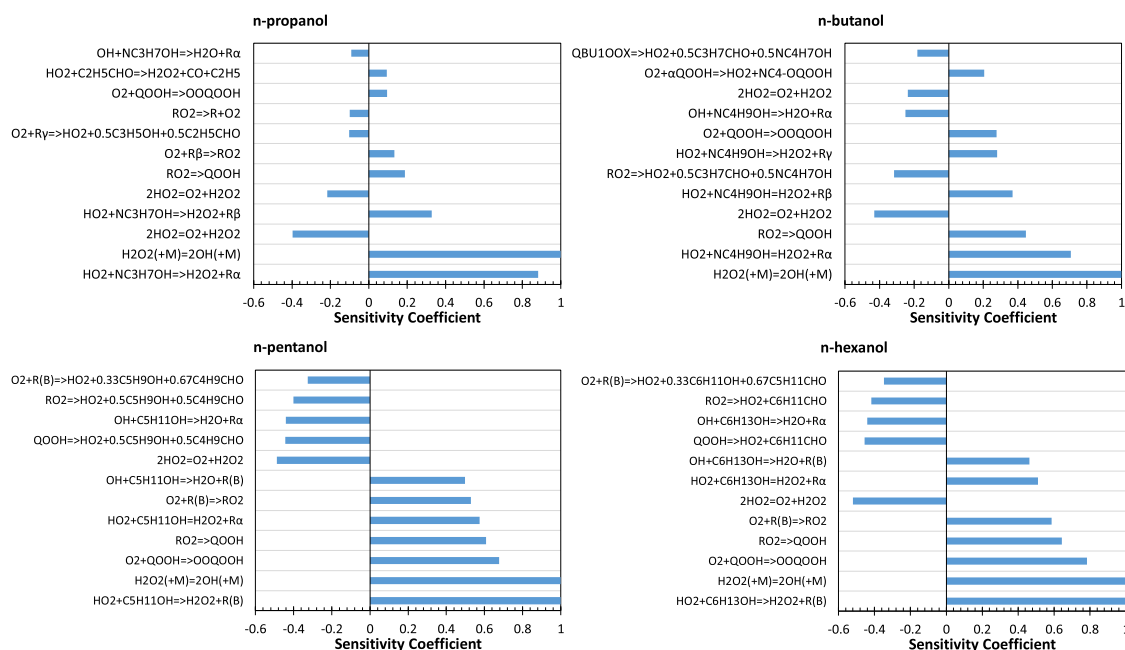 n-propanol
OH+NC3H7OH=>H2O+Rα
HO2+C2H5CHO=>H2O2+CO+C2H5
O2+QOOH=>OOQOOH
RO2=>R+O2
O2+Rγ=>HO2+0.5C3H5OH+0.5C2H5CHO
O2+Rβ=>RO2
RO2=>QOOH
2HO2=O2+H2O2
HO2+NC3H7OH=>H2O2+Rβ
2HO2=O2+H2O2
H2O2(+M)=2OH(+M)
HO2+NC3H7OH=>H2O2+Rα
-0.6 -0.4 -0.2 0 0.2 0.4 0.6 0.8 1
Sensitivity Coefficient
n-butanol
QBU1OOX=>HO2+0.5C3H7CHO+0.5NC4H7OH
O2+αQOOH=>HO2+NC4-OQOOH
2HO2=O2+H2O2
OH+NC4H9OH=>H2O+Rα
O2+QOOH=>OOQOOH
HO2+NC4H9OH=>H2O2+Rγ
RO2=>HO2+0.5C3H7CHO+0.5NC4H7OH
HO2+NC4H9OH=H2O2+Rβ
2HO2=O2+H2O2
RO2=>QOOH
HO2+NC4H9OH=H2O2+Rα
H2O2(+M)=2OH(+M)
-0.6 -0.4 -0.2 0 0.2 0.4 0.6 0.8 1
Sensitivity Coefficient
n-pentanol
O2+R(B)=>HO2+0.33C5H9OH+0.67C4H9CHO
RO2=>HO2+0.5C5H9OH+0.5C4H9CHO
OH+C5H11OH=>H2O+Rα
QOOH=>HO2+0.5C5H9OH+0.5C4H9CHO
2HO2=O2+H2O2
OH+C5H11OH=>H2O+R(B)
O2+R(B)=>RO2
HO2+C5H11OH=H2O2+Rα
RO2=>QOOH
O2+QOOH=>OOQOOH
H2O2(+M)=2OH(+M)
HO2+C5H11OH=>H2O2+R(B)
-0.6 -0.4 -0.2 0 0.2 0.4 0.6 0.8 1
Sensitivity Coefficient
n-hexanol
O2+R(B)=>HO2+0.33C6H11OH+0.67C5H11CHO
RO2=>HO2+C6H11CHO
OH+C6H13OH=>H2O+Rα
QOOH=>HO2+C6H11CHO
OH+C6H13OH=>H2O+R(B)
HO2+C6H13OH=H2O2+Rα
2HO2=O2+H2O2
O2+R(B)=>RO2
RO2=>QOOH
O2+QOOH=>OOQOOH
H2O2(+M)=2OH(+M)
HO2+C6H13OH=>H2O2+R(B)
-0.6 -0.4 -0.2 0 0.2 0.4 0.6 0.8 1
Sensitivity Coefficient